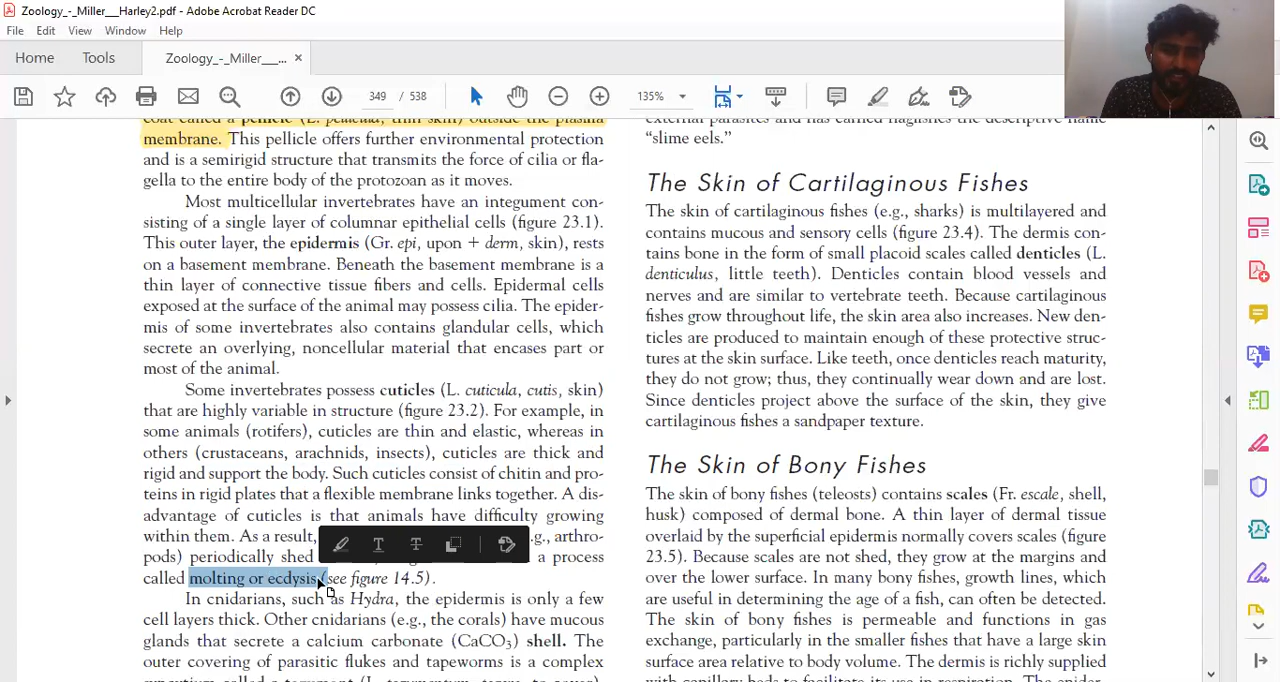 Zoology_-_Miller___Harley2.pdf - Adobe Acrobat Reader DC
File Edit View Window Help
Home Tools Zoology_-_Miller___... ×
349 / 538 135%
coat called a pellicle (L. pellicula, thin skin) outside the plasma
membrane. This pellicle offers further environmental protection
and is a semirigid structure that transmits the force of cilia or fla-
gella to the entire body of the protozoan as it moves.
Most multicellular invertebrates have an integument con-
sisting of a single layer of columnar epithelial cells (figure 23.1).
This outer layer, the epidermis (Gr. epi, upon + derm, skin), rests
on a basement membrane. Beneath the basement membrane is a
thin layer of connective tissue fibers and cells. Epidermal cells
exposed at the surface of the animal may possess cilia. The epider-
mis of some invertebrates also contains glandular cells, which
secrete an overlying, noncellular material that encases part or
most of the animal.
Some invertebrates possess cuticles (L. cuticula, cutis, skin)
that are highly variable in structure (figure 23.2). For example, in
some animals (rotifers), cuticles are thin and elastic, whereas in
others (crustaceans, arachnids, insects), cuticles are thick and
rigid and support the body. Such cuticles consist of chitin and pro-
teins in rigid plates that a flexible membrane links together. A dis-
advantage of cuticles is that animals have difficulty growing
within them. As a result, .g., arthro-
pods) periodically shed a process
called molting or ecdysis (see figure 14.5).
In cnidarians, such as Hydra, the epidermis is only a few
cell layers thick. Other cnidarians (e.g., the corals) have mucous
glands that secrete a calcium carbonate (CaCO3) shell. The
outer covering of parasitic flukes and tapeworms is a complex
external parasites and has earned hagfishes the descriptive name
“slime eels.”
The Skin of Cartilaginous Fishes
The skin of cartilaginous fishes (e.g., sharks) is multilayered and
contains mucous and sensory cells (figure 23.4). The dermis con-
tains bone in the form of small placoid scales called denticles (L.
denticulus, little teeth). Denticles contain blood vessels and
nerves and are similar to vertebrate teeth. Because cartilaginous
fishes grow throughout life, the skin area also increases. New den-
ticles are produced to maintain enough of these protective struc-
tures at the skin surface. Like teeth, once denticles reach maturity,
they do not grow; thus, they continually wear down and are lost.
Since denticles project above the surface of the skin, they give
cartilaginous fishes a sandpaper texture.
The Skin of Bony Fishes
The skin of bony fishes (teleosts) contains scales (Fr. escale, shell,
husk) composed of dermal bone. A thin layer of dermal tissue
overlaid by the superficial epidermis normally covers scales (figure
23.5). Because scales are not shed, they grow at the margins and
over the lower surface. In many bony fishes, growth lines, which
are useful in determining the age of a fish, can often be detected.
The skin of bony fishes is permeable and functions in gas
exchange, particularly in the smaller fishes that have a large skin
surface area relative to body volume. The dermis is richly supplied